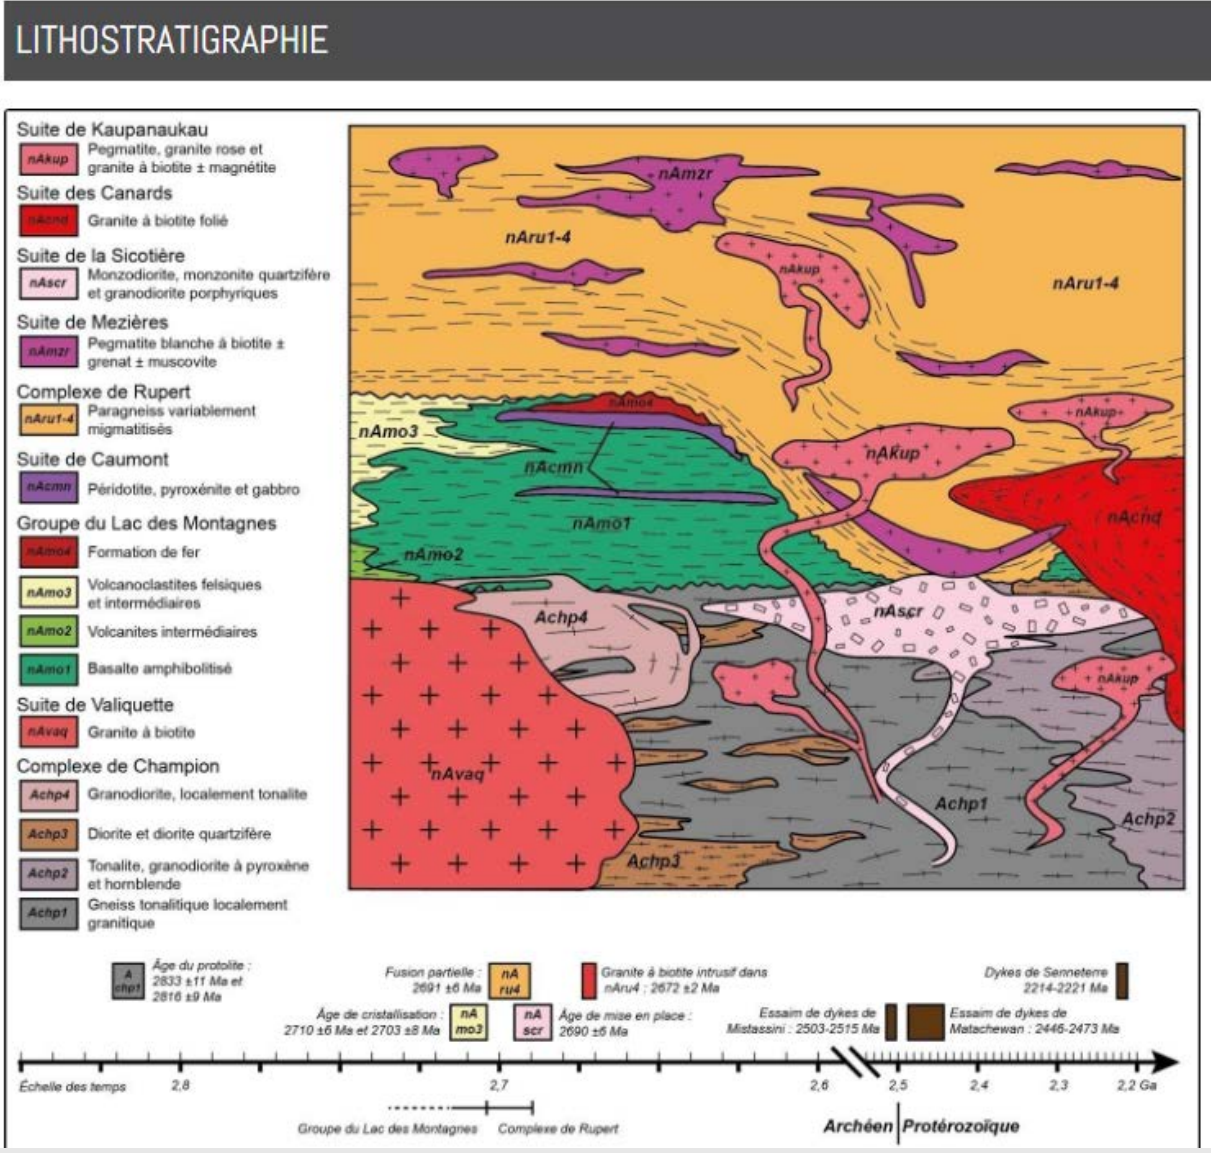 LITHOSTRATIGRAPHIE
Suite de Kaupanaukau
nAkup
Pegmatite, granite rose et
granite à biotite ± magnétite
Suite des Canards
nAcnd
Granite à biotite folié
Suite de la Sicotière
nAscr
Monzodiorite, monzonite quartzifère
et granodiorite porphyriques
Suite de Mezières
nAmzr
Pegmatite blanche à biotite ±
grenat ± muscovite
Complexe de Rupert
nAru1-4
Paragneiss variablement
migmatitisés
Suite de Caumont
nAcmn
Péridotite, pyroxénite et gabbro
Groupe du Lac des Montagnes
nAmo4
Formation de fer
nAmo3
Volcanoclastites felsiques
et intermédiaires
nAmo2
Volcanites intermédiaires
nAmo1
Basalte amphibolitisé
Suite de Valiquette
nAvaq
Granite à biotite
Complexe de Champion
Achp4
Granodiorite, localement tonalite
Achp3
Diorite et diorite quartzifère
Achp2
Tonalite, granodiorite à pyroxène
et hornblende
Achp1
Gneiss tonalitique localement
granitique
nAmzr
nAru1-4
nAkup
nAru1-4
nAmo4
nAkup
nAmo3
nAkup
nAcmn
nAcnd
nAmo1
nAmo2
Achp4
nAscr
nAkup
nAvaq
Achp1
Achp2
Achp3
A
chp1
Âge du protolite :
2833 ±11 Ma et
2816 ±9 Ma
Fusion partielle :
2691 ±6 Ma
nA
ru4
Granite à biotite intrusif dans
nAru4 : 2672 ±2 Ma
Dykes de Senneterre
2214-2221 Ma
Âge de cristallisation :
2710 ±6 Ma et 2703 ±8 Ma
nA
mo3
nA
scr
Âge de mise en place :
2690 ±6 Ma
Essaim de dykes de
Mistassini : 2503-2515 Ma
Essaim de dykes de
Matachewan : 2446-2473 Ma
Échelle des temps
2,8
2,7
2,6
2,5
2,4
2,3
2,2 Ga
Groupe du Lac des Montagnes
Complexe de Rupert
Archéen
Protérozoïque